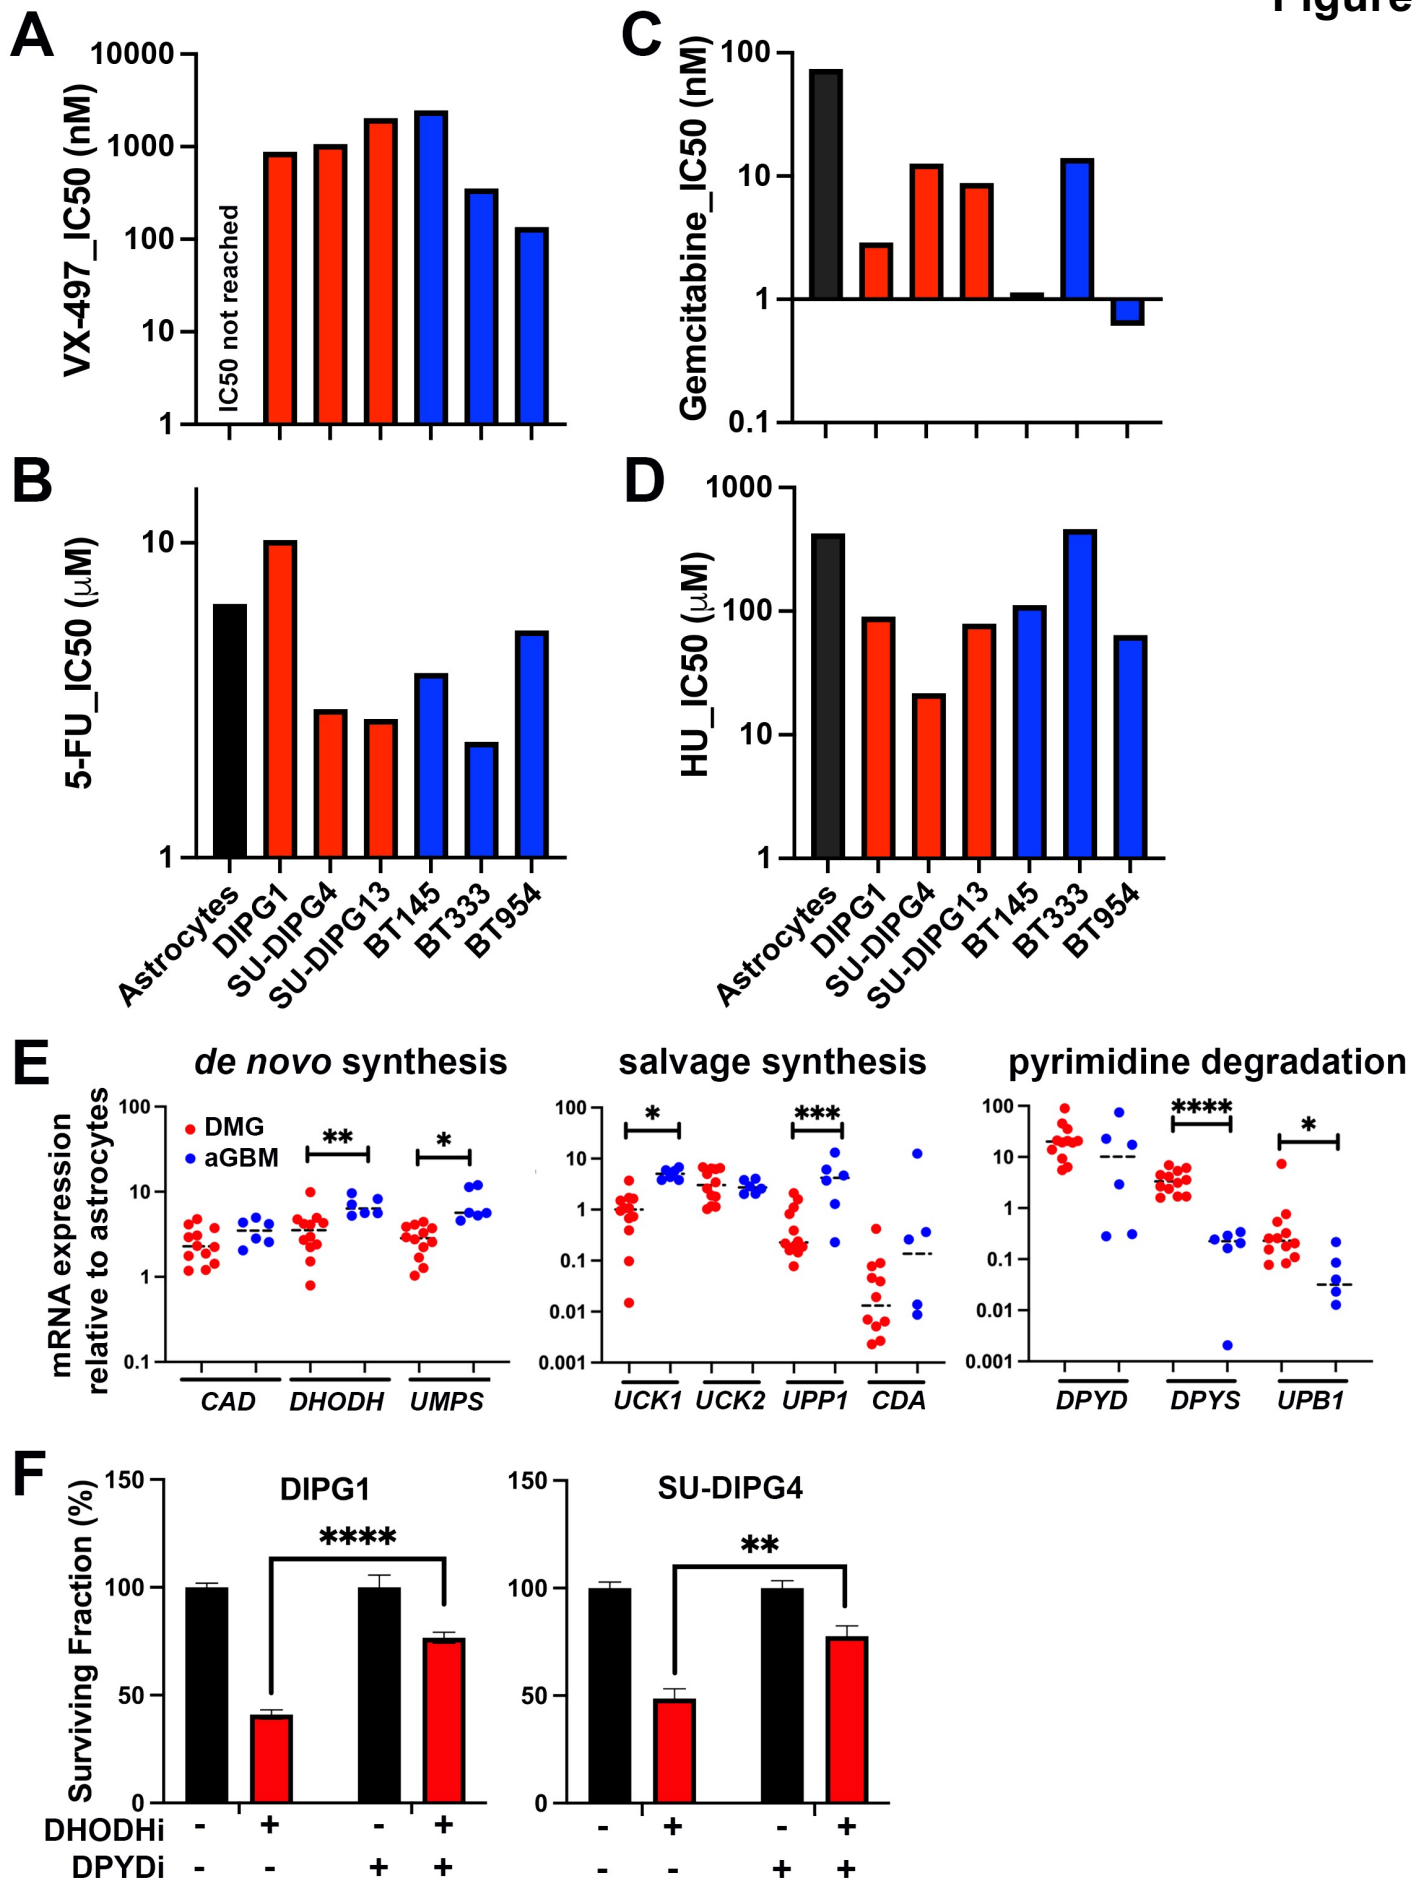 Figure
A
VX-497_IC50 (nM)
10000
1000
100
10
1
IC50 not reached
C
Gemcitabine_IC50 (nM)
100
10
1
0.1
B
5-FU_IC50 (μM)
10
1
Astrocytes
DIPG1
SU-DIPG4
SU-DIPG13
BT145
BT333
BT954
D
HU_IC50 (μM)
1000
100
10
1
Astrocytes
DIPG1
SU-DIPG4
SU-DIPG13
BT145
BT333
BT954
E
mRNA expression
relative to astrocytes
de novo synthesis
100
10
1
0.1
DMG
aGBM
**
*
CAD DHODH UMPS
salvage synthesis
100
10
1
0.1
0.01
0.001
*
***
UCK1 UCK2 UPP1 CDA
pyrimidine degradation
100
10
1
0.1
0.01
0.001
****
*
DPYD DPYS UPB1
F
Surviving Fraction (%)
150
100
50
0
DIPG1
****
150
100
50
0
SU-DIPG4
**
DHODHi - + - + - + - +
DPYDi - - + + - - + +